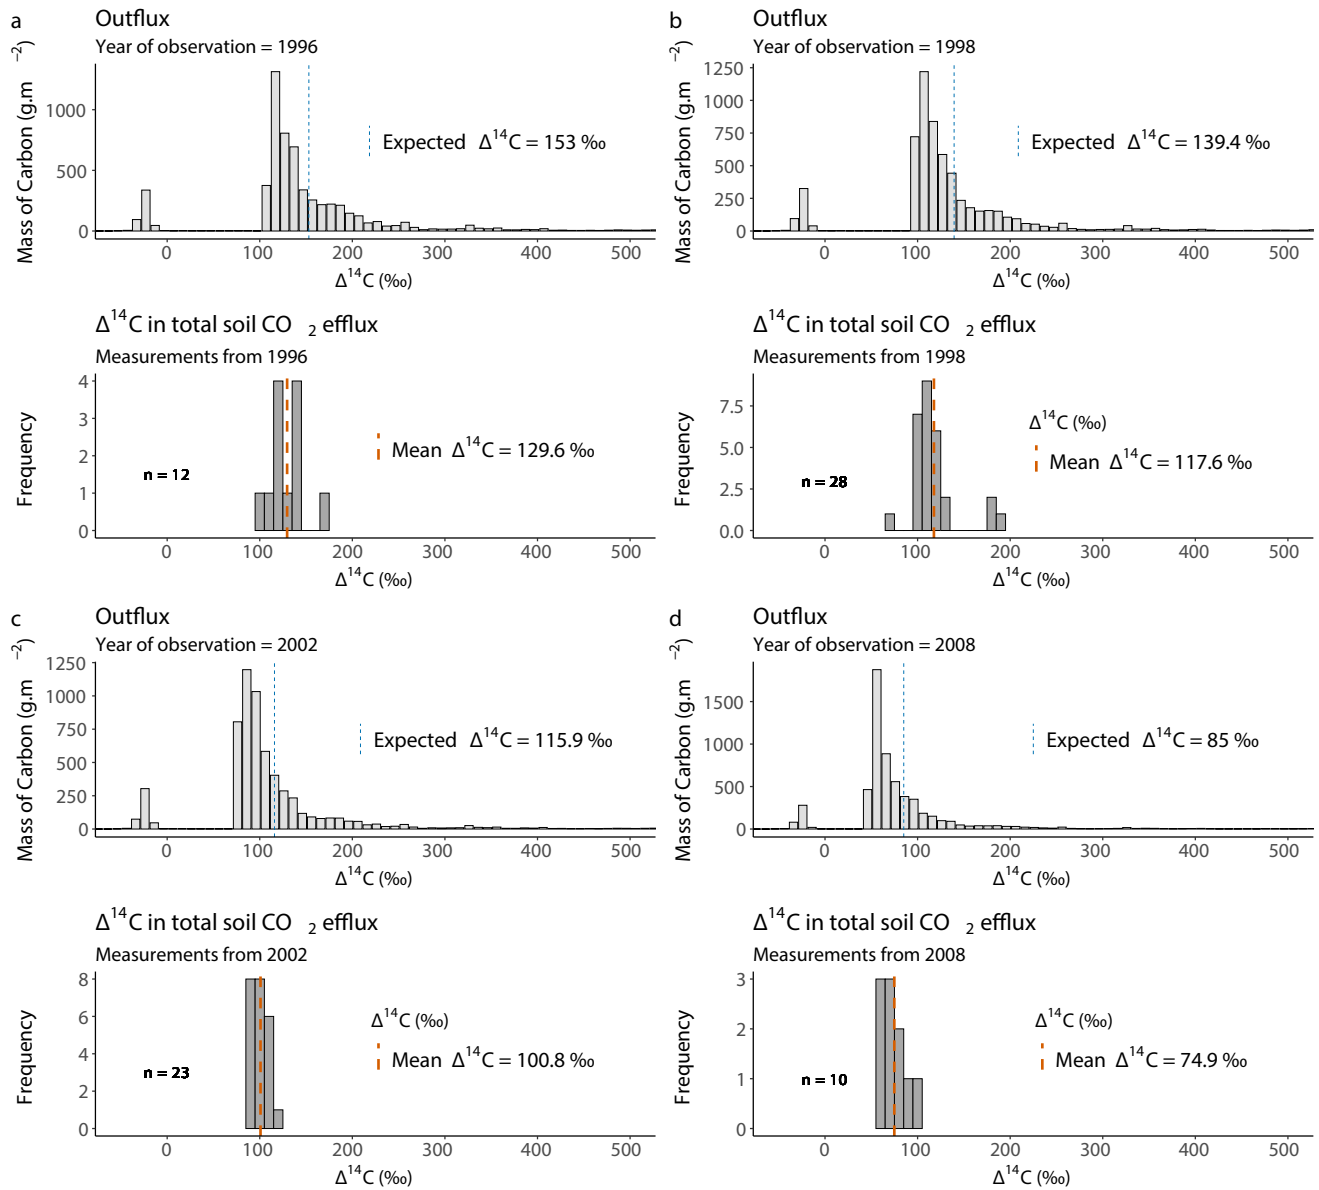 a
Outflux
Year of observation = 1996
Mass of Carbon (g.m⁻²)
1000
500
0
Expected Δ¹⁴C = 153 ‰
0 100 200 300 400 500
Δ¹⁴C (‰)
Δ¹⁴C in total soil CO ₂ efflux
Measurements from 1996
Frequency
4
3
2
1
0
n = 12
Mean Δ¹⁴C = 129.6 ‰
0 100 200 300 400 500
Δ¹⁴C (‰)
b
Outflux
Year of observation = 1998
Mass of Carbon (g.m⁻²)
1250
1000
750
500
250
0
Expected Δ¹⁴C = 139.4 ‰
0 100 200 300 400 500
Δ¹⁴C (‰)
Δ¹⁴C in total soil CO ₂ efflux
Measurements from 1998
Frequency
7.5
5.0
2.5
0.0
n = 28
Δ¹⁴C (‰)
Mean Δ¹⁴C = 117.6 ‰
0 100 200 300 400 500
Δ¹⁴C (‰)
c
Outflux
Year of observation = 2002
Mass of Carbon (g.m⁻²)
1250
1000
750
500
250
0
Expected Δ¹⁴C = 115.9 ‰
0 100 200 300 400 500
Δ¹⁴C (‰)
Δ¹⁴C in total soil CO ₂ efflux
Measurements from 2002
Frequency
8
6
4
2
0
n = 23
Δ¹⁴C (‰)
Mean Δ¹⁴C = 100.8 ‰
0 100 200 300 400 500
Δ¹⁴C (‰)
d
Outflux
Year of observation = 2008
Mass of Carbon (g.m⁻²)
1500
1000
500
0
Expected Δ¹⁴C = 85 ‰
0 100 200 300 400 500
Δ¹⁴C (‰)
Δ¹⁴C in total soil CO ₂ efflux
Measurements from 2008
Frequency
3
2
1
0
n = 10
Δ¹⁴C (‰)
Mean Δ¹⁴C = 74.9 ‰
0 100 200 300 400 500
Δ¹⁴C (‰)